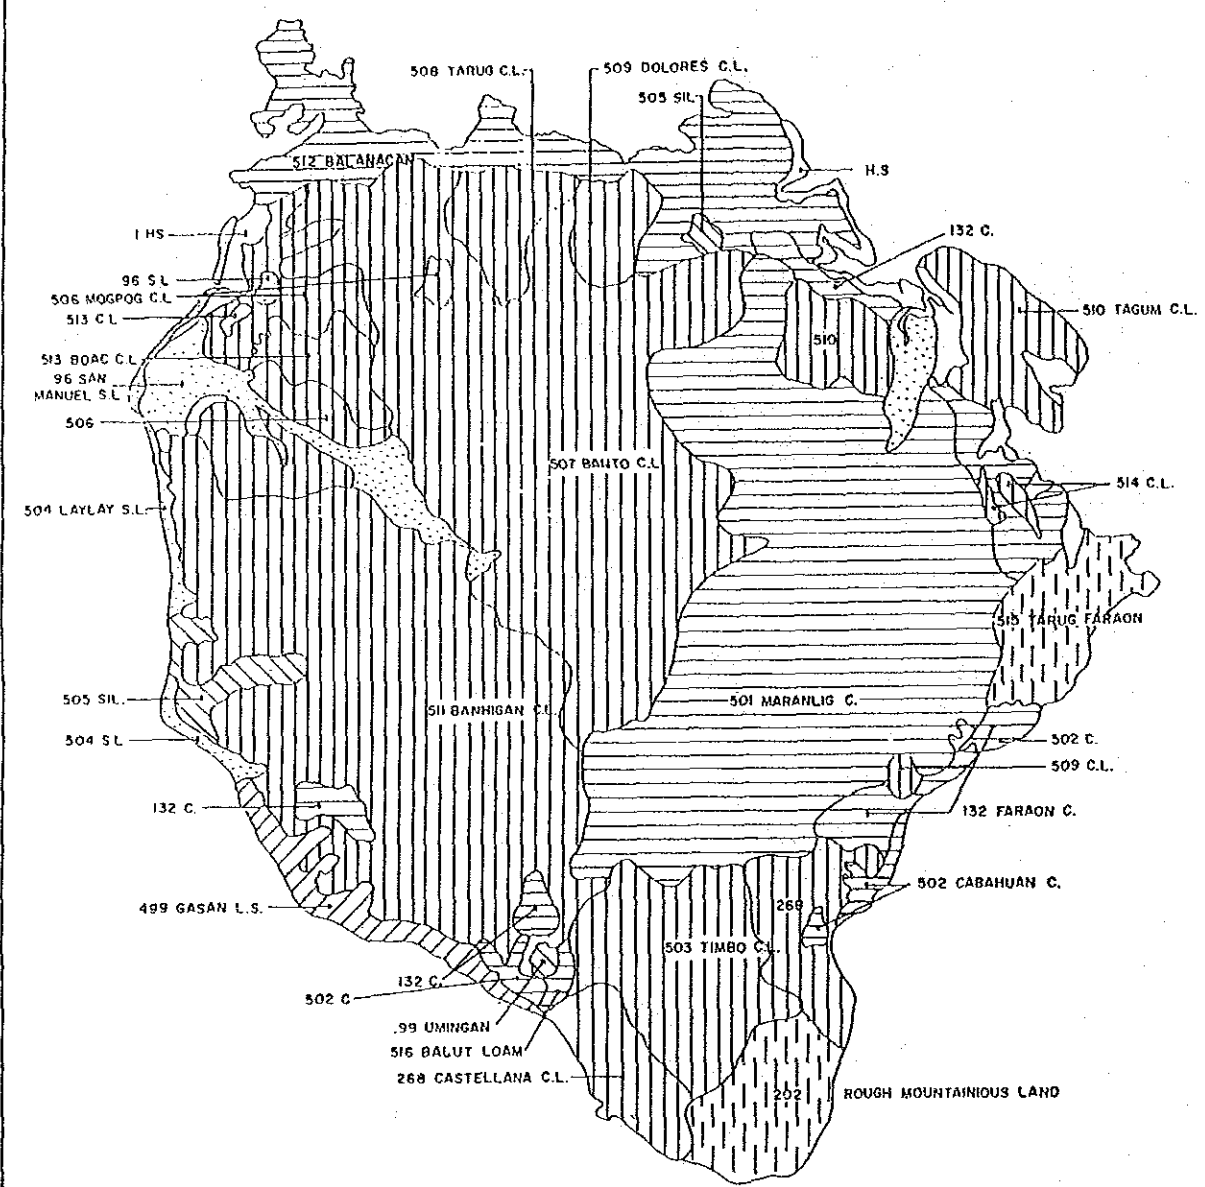 508 TARUG C.L.
509 DOLORES C.L.
505 SIL.
512 BALANACAN
H.S
1 HS
132 C.
96 S.L
506 MOGPOG C.L
510 TAGUM C.L.
513 C.L
510
513 BOAC C.L.
96 SAN
MANUEL S.L
506
507 BANTO C.L
514 C.L.
504 LAYLAY S.L.
515 TARUG FARAON
505 SIL.
501 MARANLIG C.
511 BANHIGAN C.L.
504 S.L
502 C.
509 C.L.
132 C.
132 FARAON C.
502 CABAHUAN C.
499 GASAN L.S.
268
503 TIMBO C.L.
132 C.
502 C
.99 UMINGAN
516 BALUT LOAM
268 CASTELLANA C.L.
202
ROUGH MOUNTAINIOUS LAND